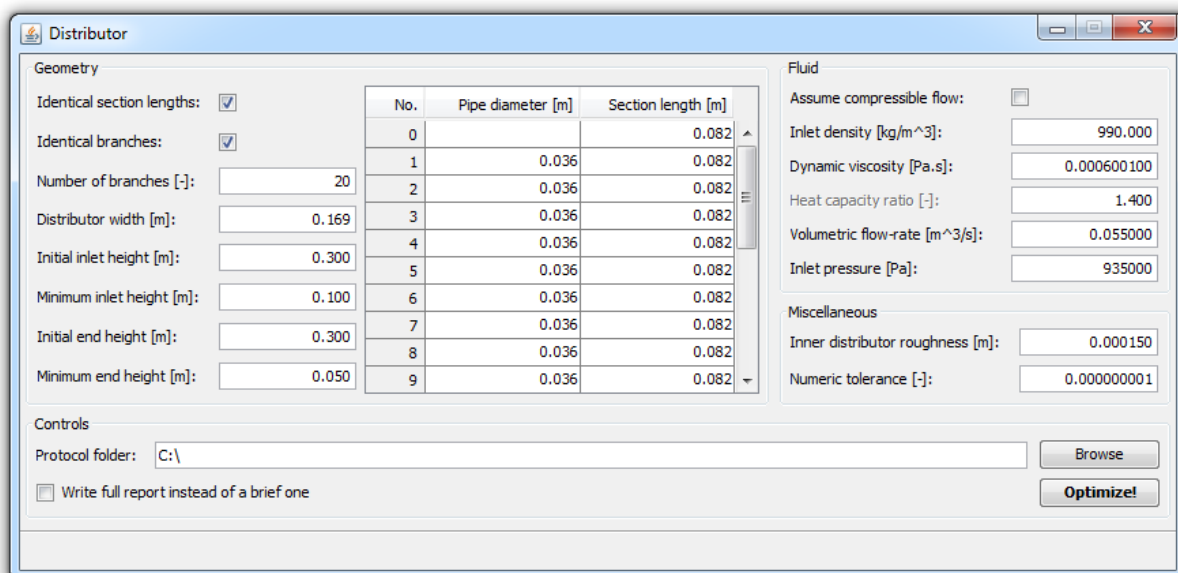 Distributor
Geometry
Identical section lengths:
Identical branches:
Number of branches [-]: 20
Distributor width [m]: 0.169
Initial inlet height [m]: 0.300
Minimum inlet height [m]: 0.100
Initial end height [m]: 0.300
Minimum end height [m]: 0.050
No. Pipe diameter [m] Section length [m]
0 0.082
1 0.036 0.082
2 0.036 0.082
3 0.036 0.082
4 0.036 0.082
5 0.036 0.082
6 0.036 0.082
7 0.036 0.082
8 0.036 0.082
9 0.036 0.082
Fluid
Assume compressible flow:
Inlet density [kg/m^3]: 990.000
Dynamic viscosity [Pa.s]: 0.000600100
Heat capacity ratio [-]: 1.400
Volumetric flow-rate [m^3/s]: 0.055000
Inlet pressure [Pa]: 935000
Miscellaneous
Inner distributor roughness [m]: 0.000150
Numeric tolerance [-]: 0.000000001
Controls
Protocol folder: C:\ Browse
Write full report instead of a brief one Optimize!